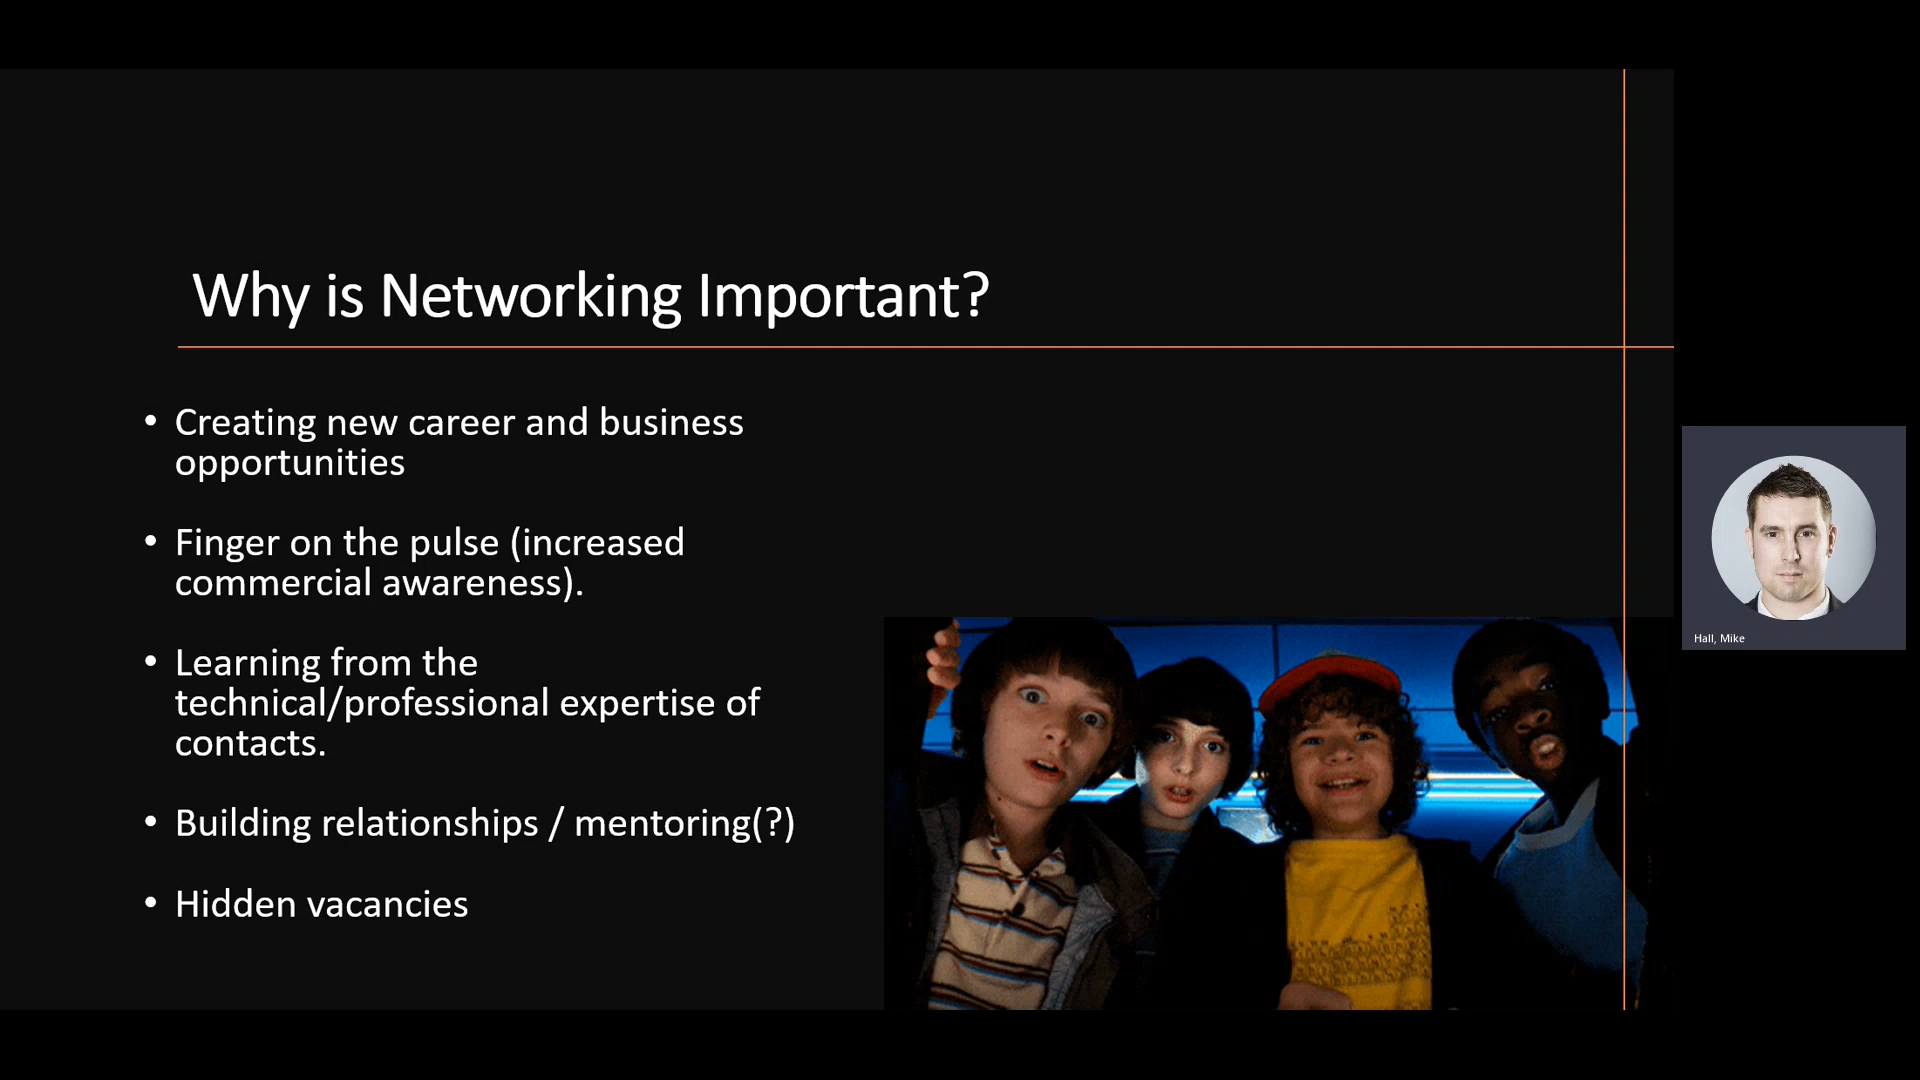 Why is Networking Important?
• Creating new career and business
opportunities
• Finger on the pulse (increased
commercial awareness).
• Learning from the
technical/professional expertise of
contacts.
• Building relationships / mentoring(?)
• Hidden vacancies
Hall, Mike